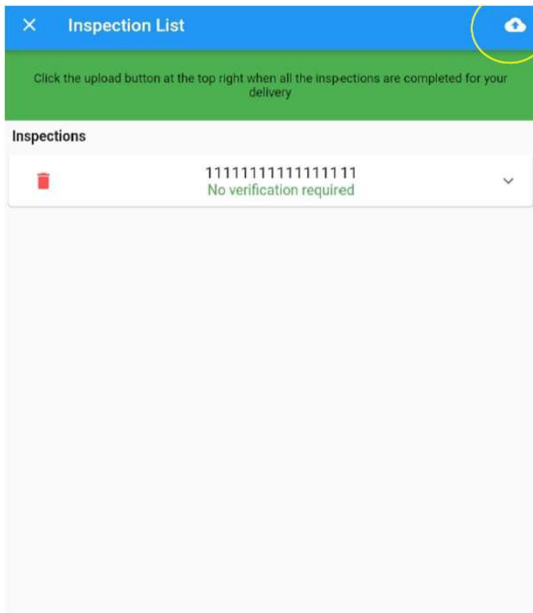 Inspection List
Click the upload button at the top right when all the inspections are completed for your
delivery
Inspections
11111111111111111
No verification required